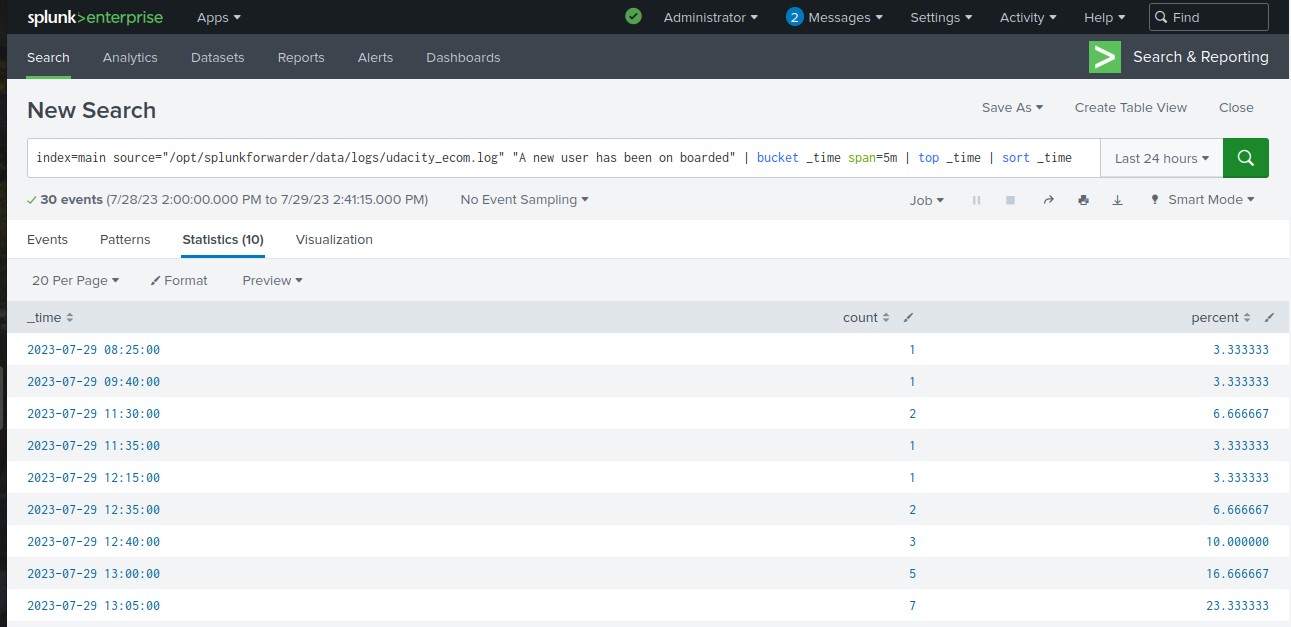 splunk>enterprise Apps Administrator 2 Messages Settings Activity Help Find
Search Analytics Datasets Reports Alerts Dashboards > Search & Reporting
New Search Save As Create Table View Close
index=main source="/opt/splunkforwarder/data/logs/udacity_ecom.log" "A new user has been on boarded" | bucket _time span=5m | top _time | sort _time Last 24 hours
30 events (7/28/23 2:00:00.000 PM to 7/29/23 2:41:15.000 PM) No Event Sampling Job Smart Mode
Events Patterns Statistics (10) Visualization
20 Per Page Format Preview
_time count percent
2023-07-29 08:25:00 1 3.333333
2023-07-29 09:40:00 1 3.333333
2023-07-29 11:30:00 2 6.666667
2023-07-29 11:35:00 1 3.333333
2023-07-29 12:15:00 1 3.333333
2023-07-29 12:35:00 2 6.666667
2023-07-29 12:40:00 3 10.000000
2023-07-29 13:00:00 5 16.666667
2023-07-29 13:05:00 7 23.333333